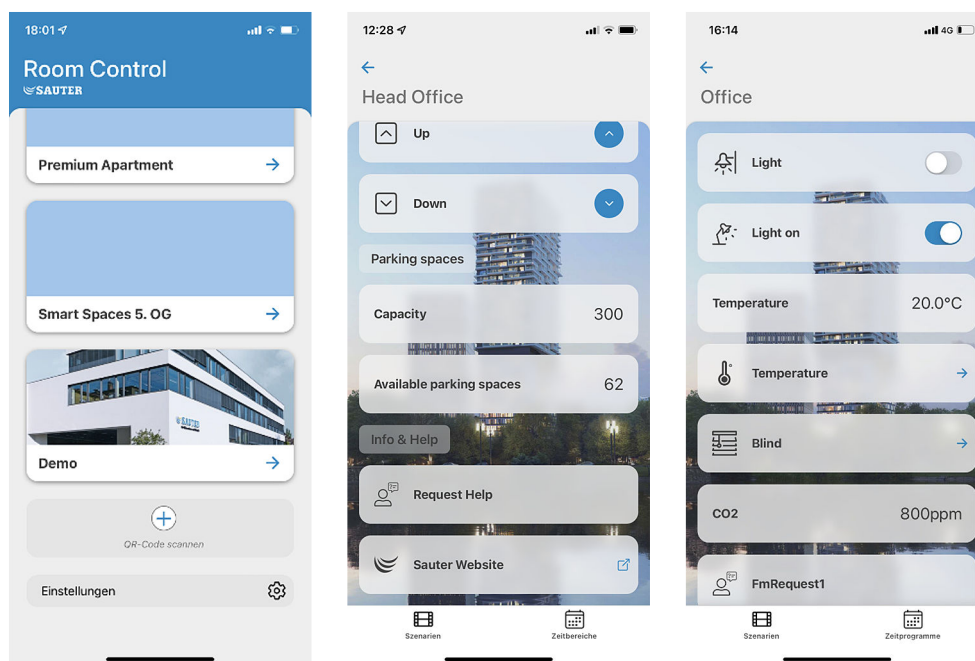 18:01
Room Control
SAUTER
Premium Apartment
Smart Spaces 5. OG
SAUTER
Demo
QR-Code scannen
Einstellungen
12:28
Head Office
Up
Down
Parking spaces
Capacity 300
Available parking spaces 62
Info & Help
Request Help
Sauter Website
Szenarien Zeitbereiche
16:14 4G
Office
Light
Light on
Temperature 20.0°C
Temperature
Blind
CO2 800ppm
FmRequest1
Szenarien Zeitprogramme